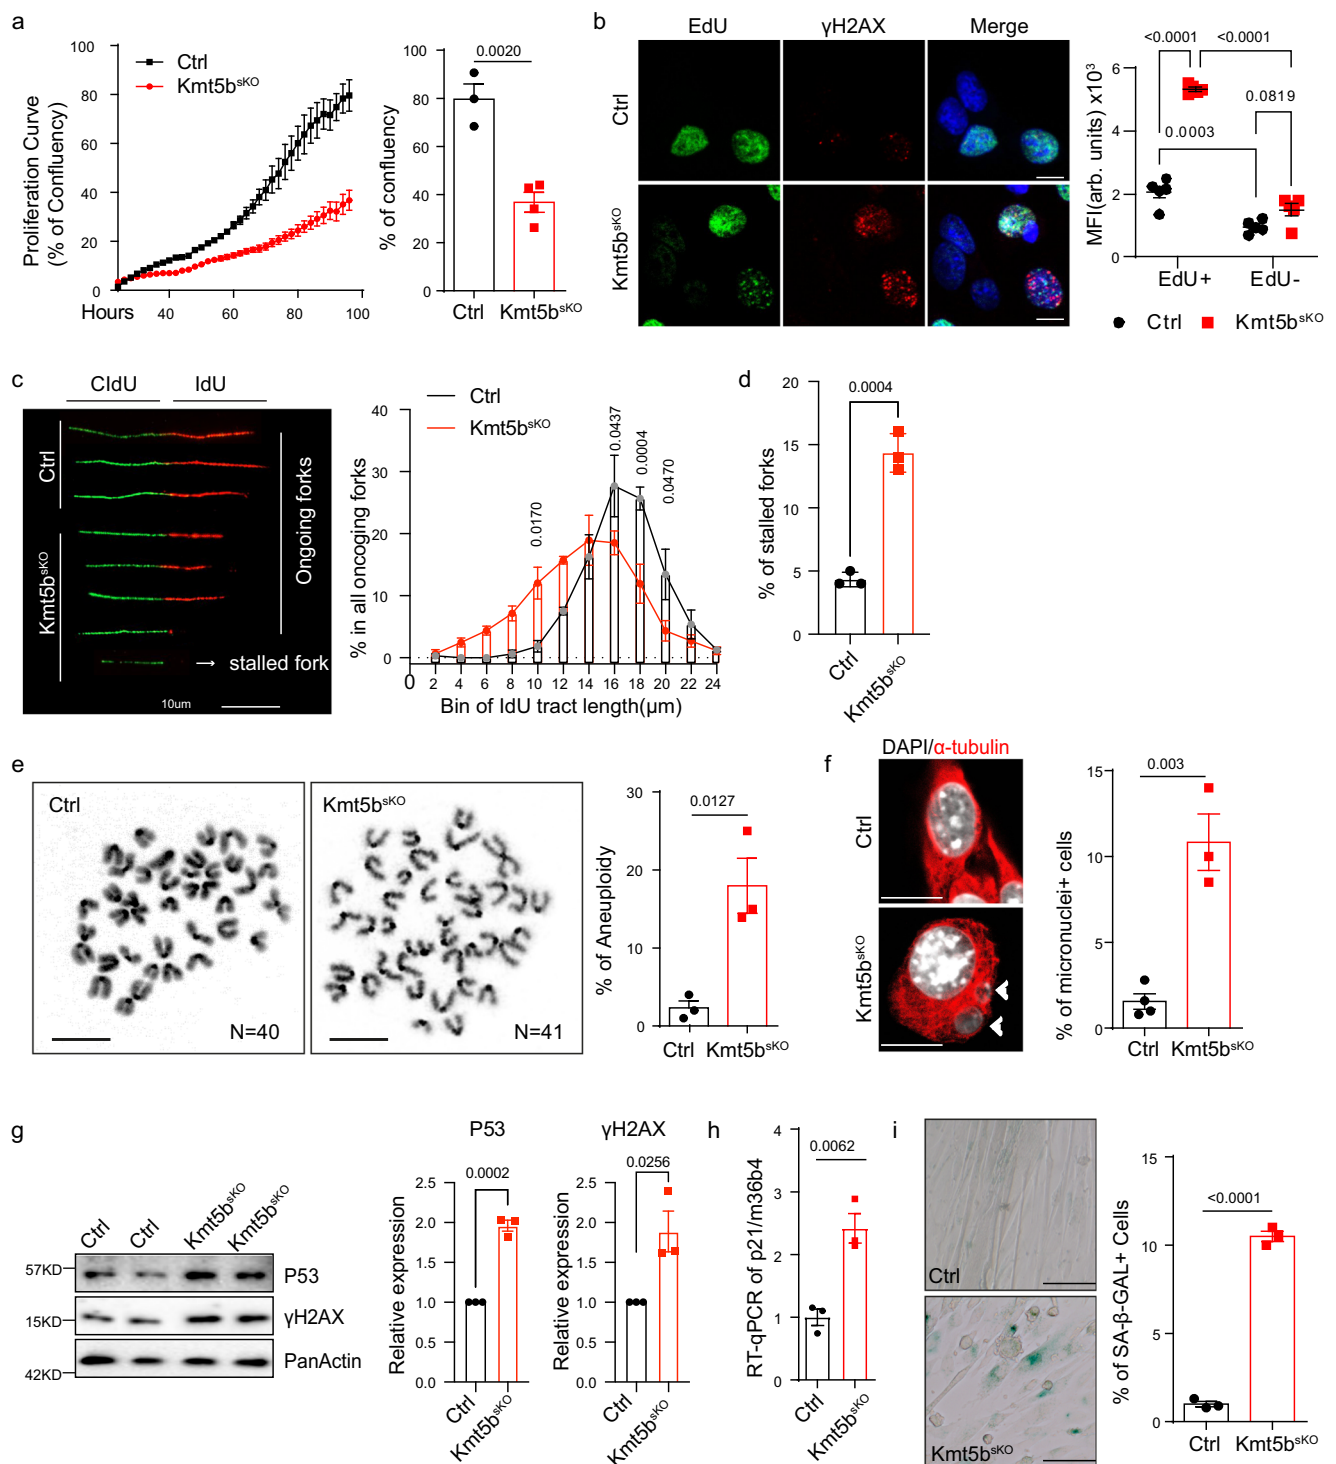 a
Proliferation Curve
(% of Confluency)
Ctrl
Kmt5bsKO
100
80
60
40
20
0
Hours
40
60
80
100
% of confluency
120
80
40
0
0.0020
Ctrl
Kmt5bsKO
b
EdU
γH2AX
Merge
Ctrl
Kmt5bsKO
MFI(arb. units) x10³
6
4
2
0
<0.0001
<0.0001
0.0819
0.0003
EdU+
EdU-
Ctrl
Kmt5bsKO
c
CIdU
IdU
Ctrl
Kmt5bsKO
Ongoing forks
→ stalled fork
10um
% in all oncoging forks
40
30
20
10
0
Ctrl
Kmt5bsKO
0.0170
0.0437
0.0004
0.0470
0
2
4
6
8
10
12
14
16
18
20
22
24
Bin of IdU tract length(μm)
d
% of stalled forks
20
15
10
5
0
0.0004
Ctrl
Kmt5bsKO
e
Ctrl
N=40
Kmt5bsKO
N=41
% of Aneuploidy
30
20
10
0
0.0127
Ctrl
Kmt5bsKO
f
DAPI/α-tubulin
Ctrl
Kmt5bsKO
% of micronuclei+ cells
15
10
5
0
0.003
Ctrl
Kmt5bsKO
g
Ctrl
Ctrl
Kmt5bsKO
Kmt5bsKO
57KD
P53
15KD
γH2AX
42KD
PanActin
P53
Relative expression
2.5
2.0
1.5
1.0
0.5
0.0
0.0002
Ctrl
Kmt5bsKO
γH2AX
Relative expression
2.5
2.0
1.5
1.0
0.5
0.0
0.0256
Ctrl
Kmt5bsKO
h
RT-qPCR of p21/m36b4
4
3
2
1
0
0.0062
Ctrl
Kmt5bsKO
i
Ctrl
Kmt5bsKO
% of SA-β-GAL+ Cells
15
10
5
0
<0.0001
Ctrl
Kmt5bsKO